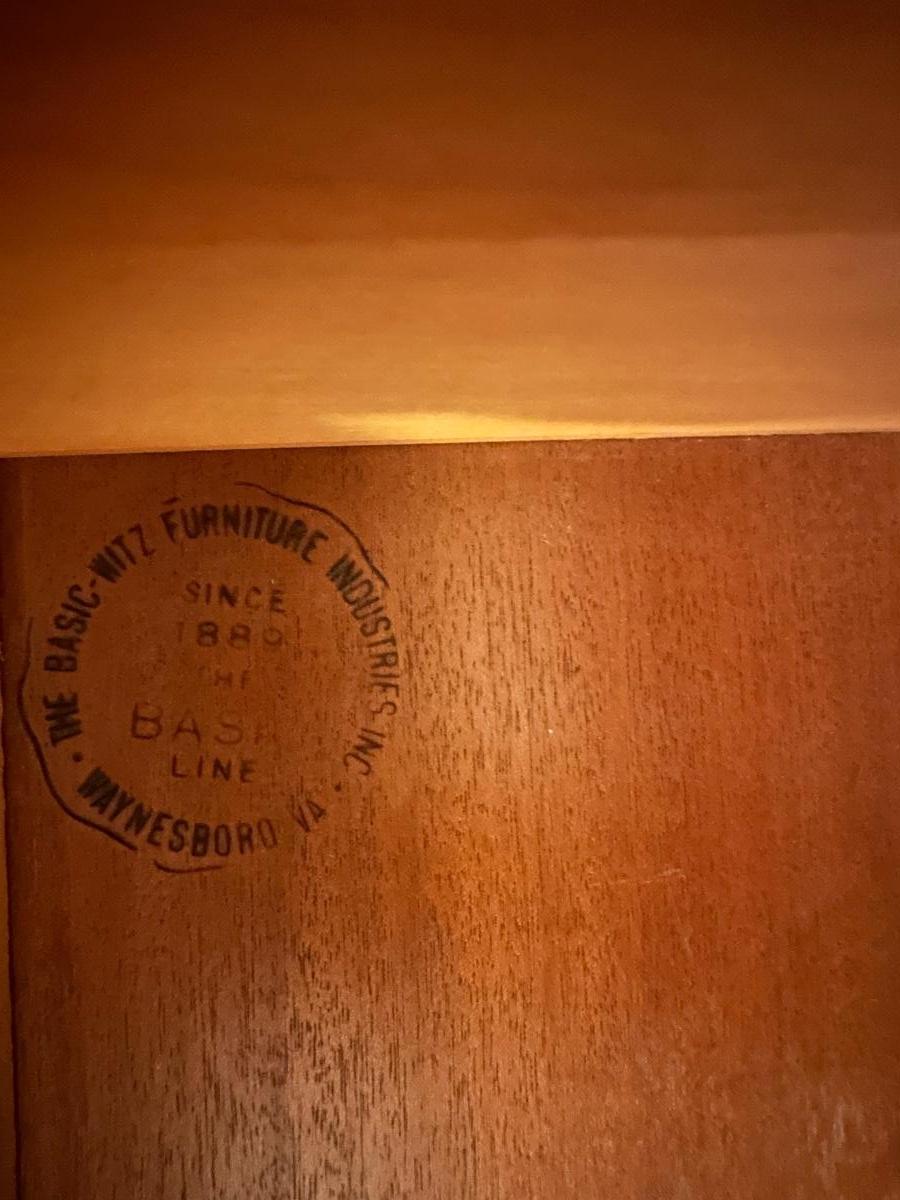 THE BASIC-WITZ FURNITURE INDUSTRIES INC.
SINCE
LINE
WAYNESBORO VA